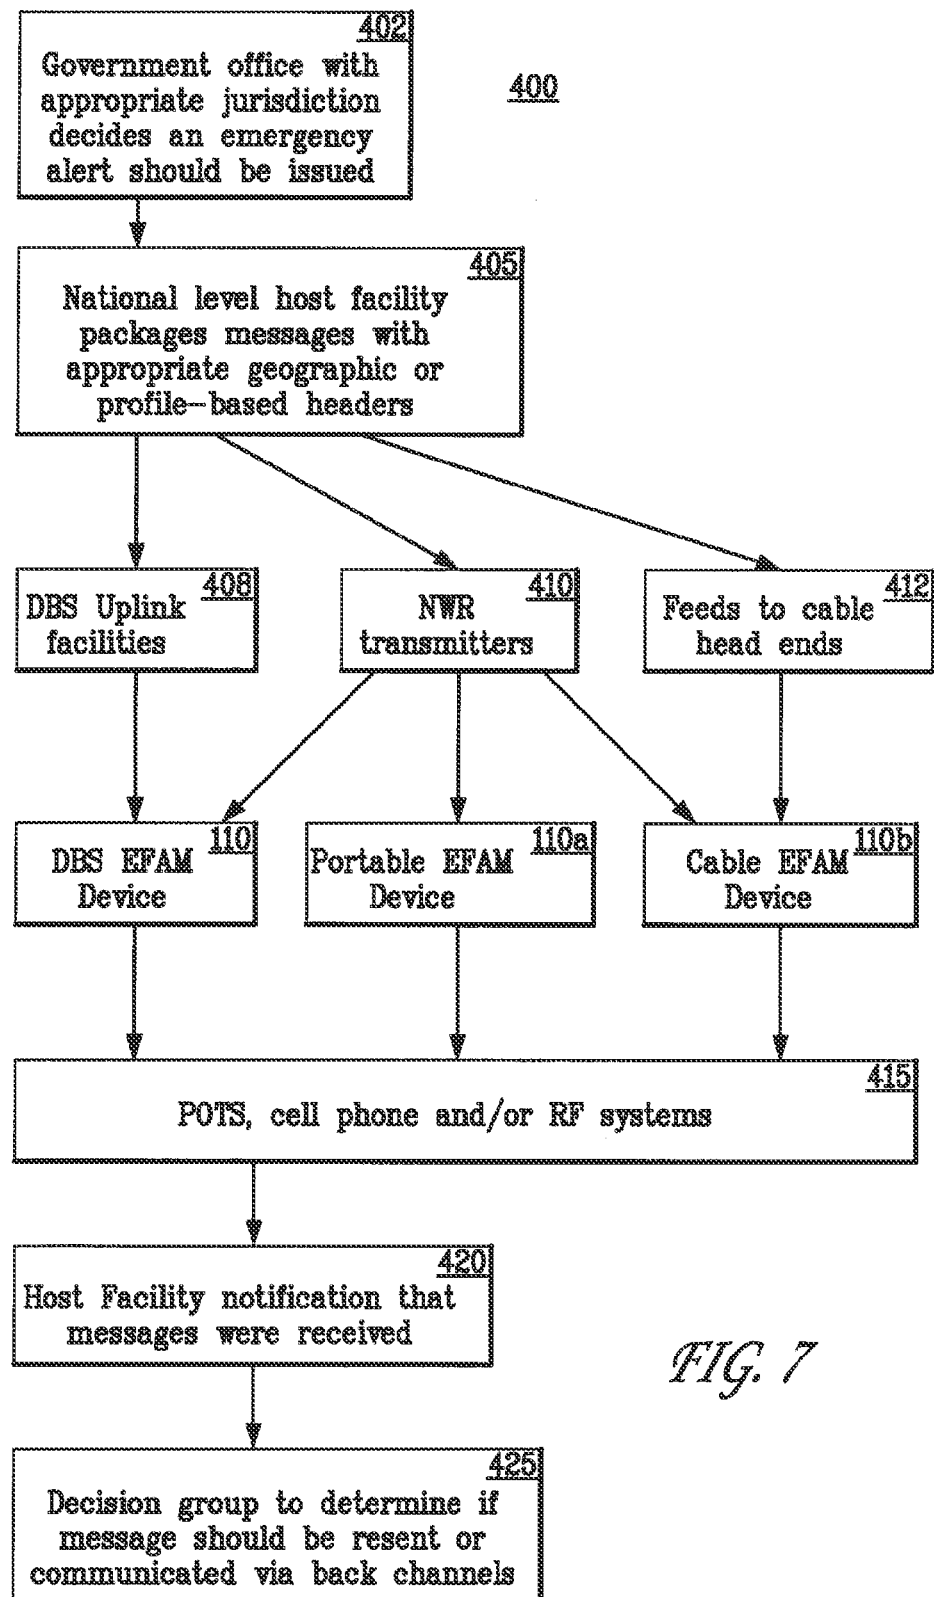 402
Government office with
appropriate jurisdiction
decides an emergency
alert should be issued
400
405
National level host facility
packages messages with
appropriate geographic or
profile-based headers
408
DBS Uplink
facilities
410
NWR
transmitters
412
Feeds to cable
head ends
110
DBS EFAM
Device
110a
Portable EFAM
Device
110b
Cable EFAM
Device
415
POTS, cell phone and/or RF systems
420
Host Facility notification that
messages were received
FIG. 7
425
Decision group to determine if
message should be resent or
communicated via back channels